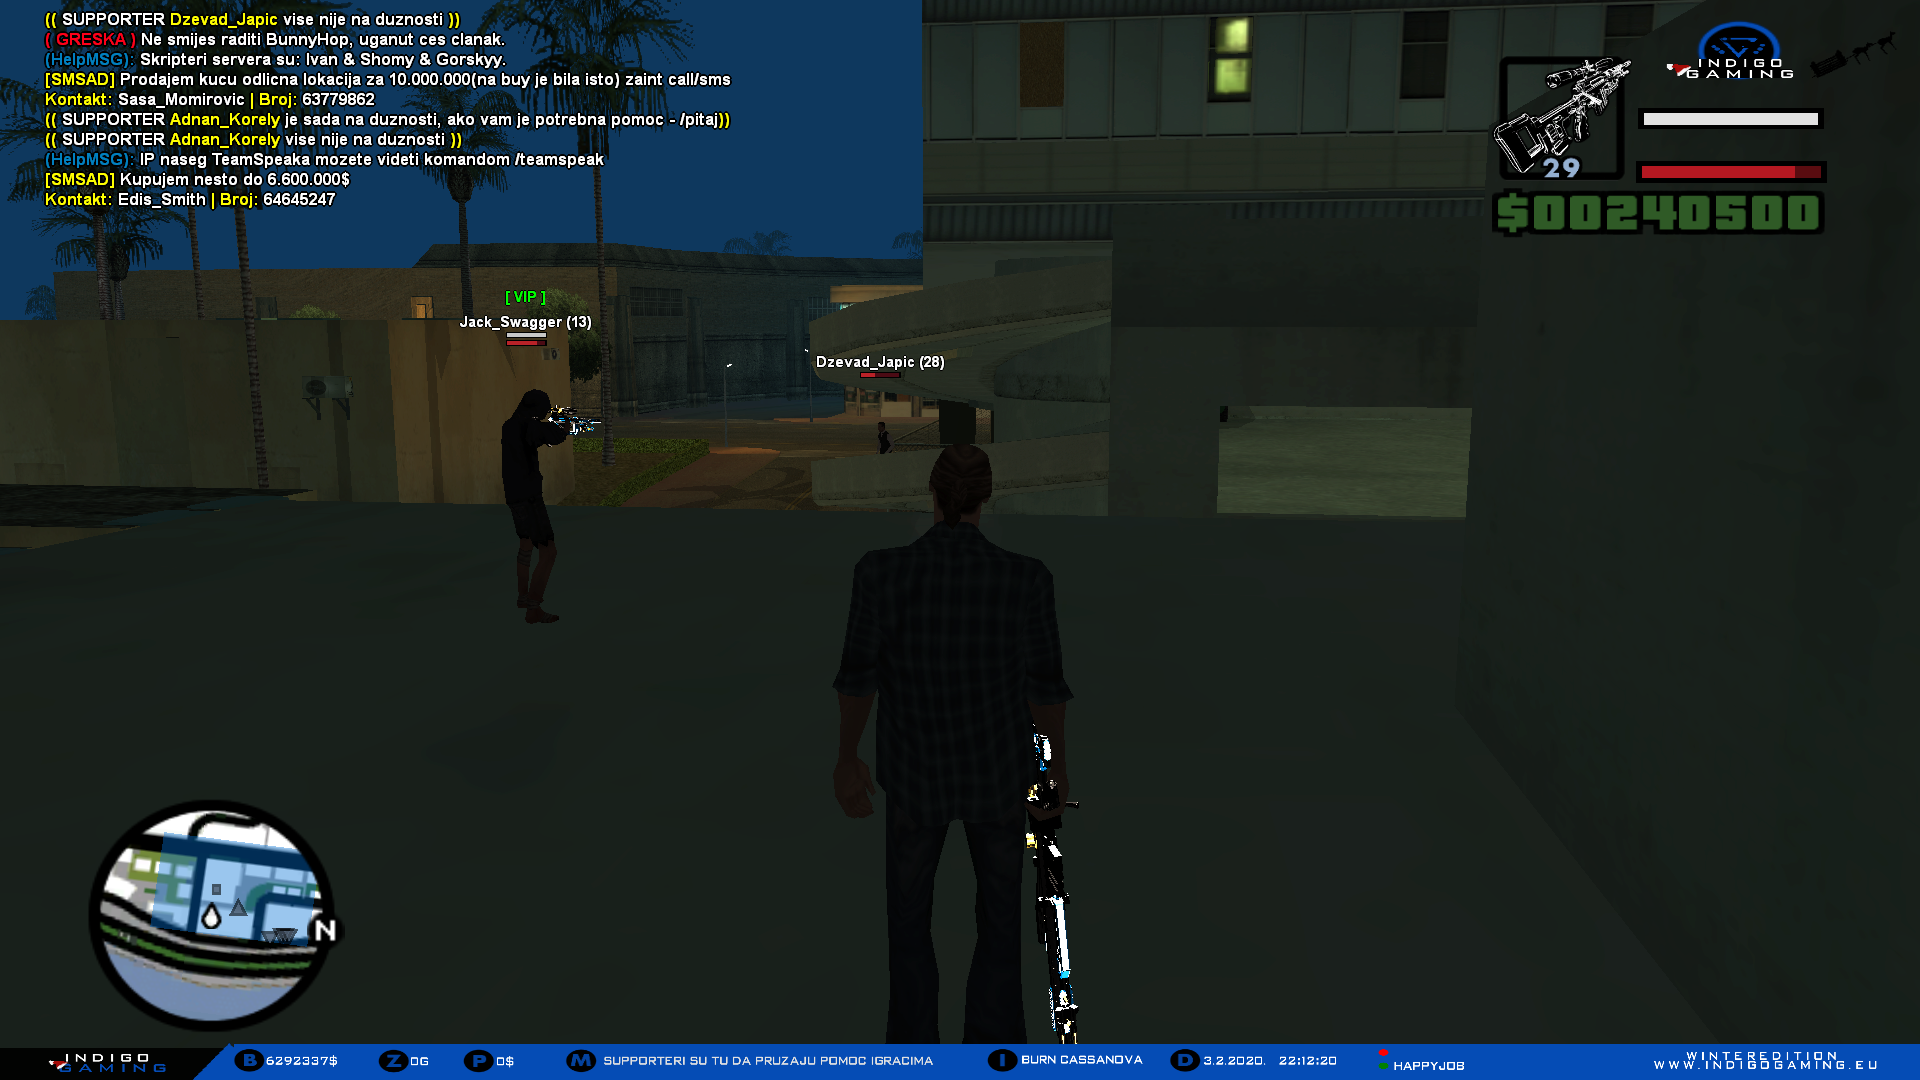 (( SUPPORTER Dzevad_Japic vise nije na duznosti ))
( GRESKA ) Ne smijes raditi BunnyHop, uganut ces clanak.
(HelpMSG): Skripteri servera su: Ivan & Shomy & Gorskyy.
[SMSAD] Prodajem kucu odlicna lokacija za 10.000.000(na buy je bila isto) zaint call/sms
Kontakt: Sasa_Momirovic | Broj: 63779862
(( SUPPORTER Adnan_Korely je sada na duznosti, ako vam je potrebna pomoc - /pitaj))
(( SUPPORTER Adnan_Korely vise nije na duznosti ))
(HelpMSG): IP naseg TeamSpeaka mozete videti komandom /teamspeak
[SMSAD] Kupujem nesto do 6.600.000$
Kontakt: Edis_Smith | Broj: 64645247
INDIGO
GAMING
29
$00240500
[ VIP ]
Jack_Swagger (13)
Dzevad_Japic (28)
N
INDIGO
GAMING
B 6292337$
Z 0G
P 0$
M SUPPORTERI SU TU DA PRUZAJU POMOC IGRACIMA
I BURN CASSANOVA
D 3.2.2020. 22:12:20
HAPPYJOB
WINTEREDITION
WWW.INDIGOGAMING.EU